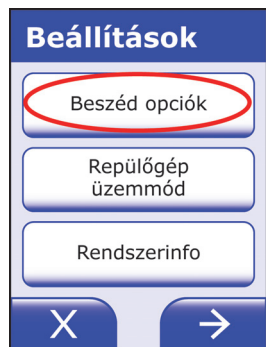 Beállítások
Beszéd opciók
Repülőgép
üzemmód
Rendszerinfo
X →